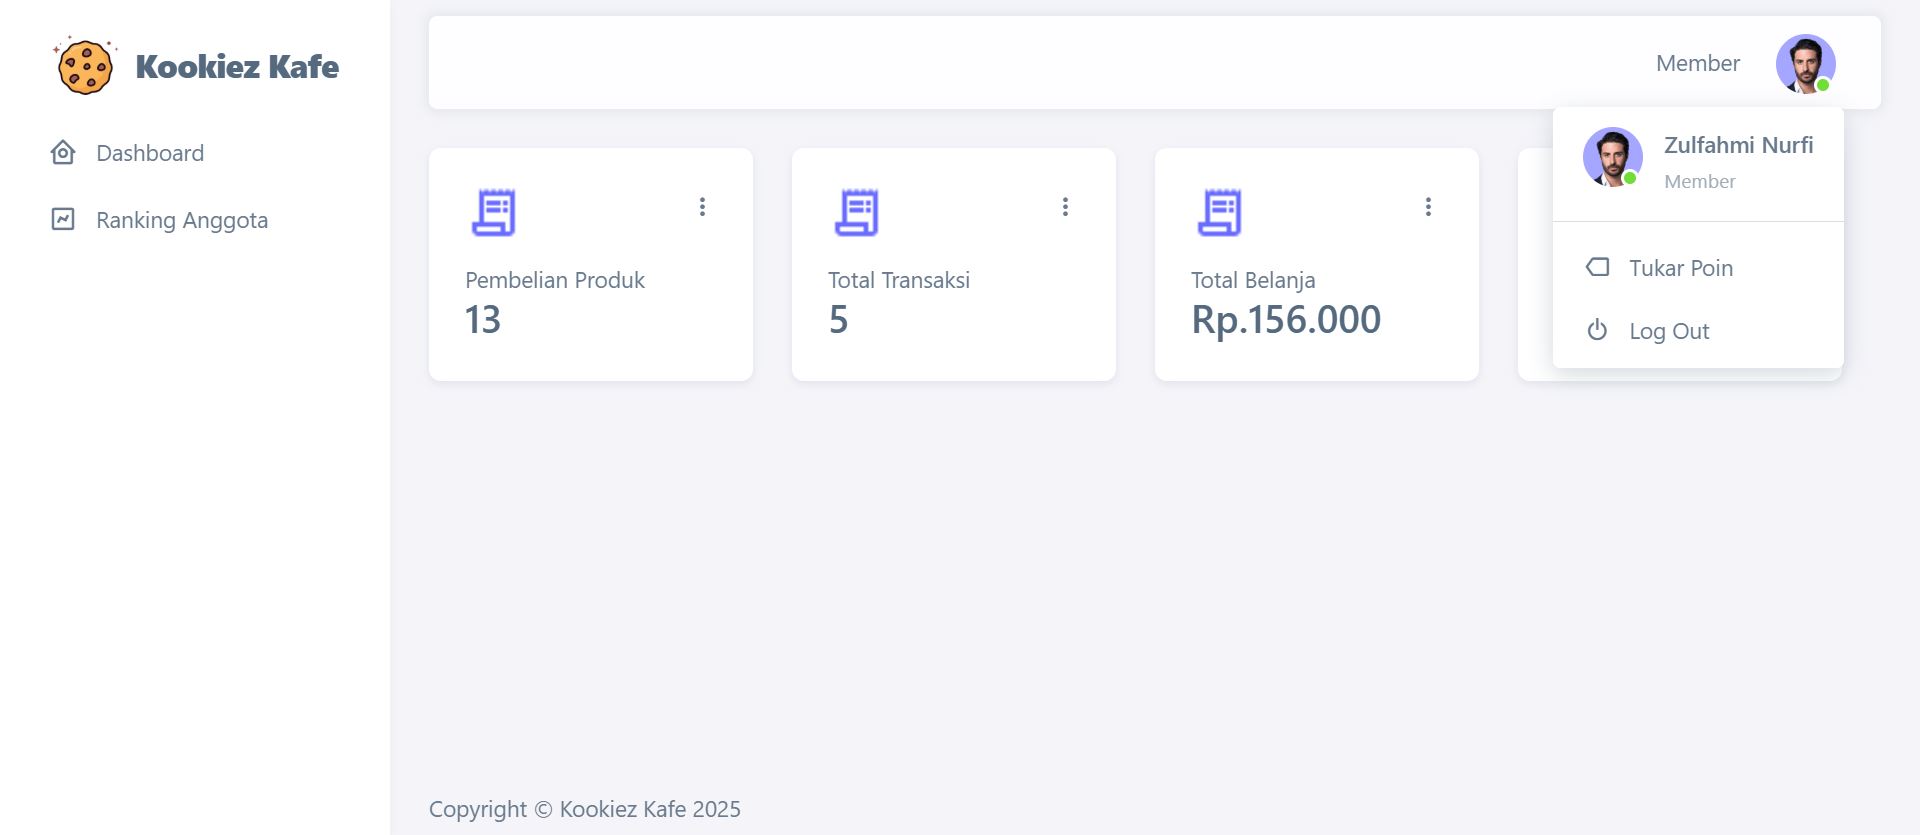 Kookiez Kafe
Dashboard
Ranking Anggota
Member
Zulfahmi Nurfi
Member
Tukar Poin
Log Out
Pembelian Produk
13
Total Transaksi
5
Total Belanja
Rp.156.000
Copyright © Kookiez Kafe 2025